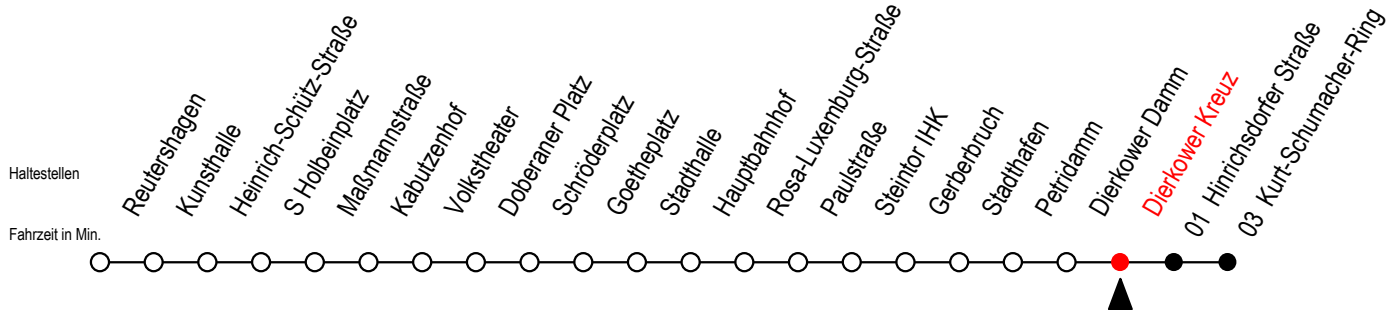 Haltestellen
Fahrzeit in Min.
Reutershagen
Kunsthalle
Heinrich-Schütz-Straße
S Holbeinplatz
Maßmannstraße
Kabutzenhof
Volkstheater
Doberaner Platz
Schröderplatz
Goetheplatz
Stadthalle
Hauptbahnhof
Rosa-Luxemburg-Straße
Paulstraße
Steintor IHK
Gerberbruch
Stadthafen
Petridamm
Dierkower Damm
Dierkower Kreuz
01 Hinrichsdorfer Straße
03 Kurt-Schumacher-Ring